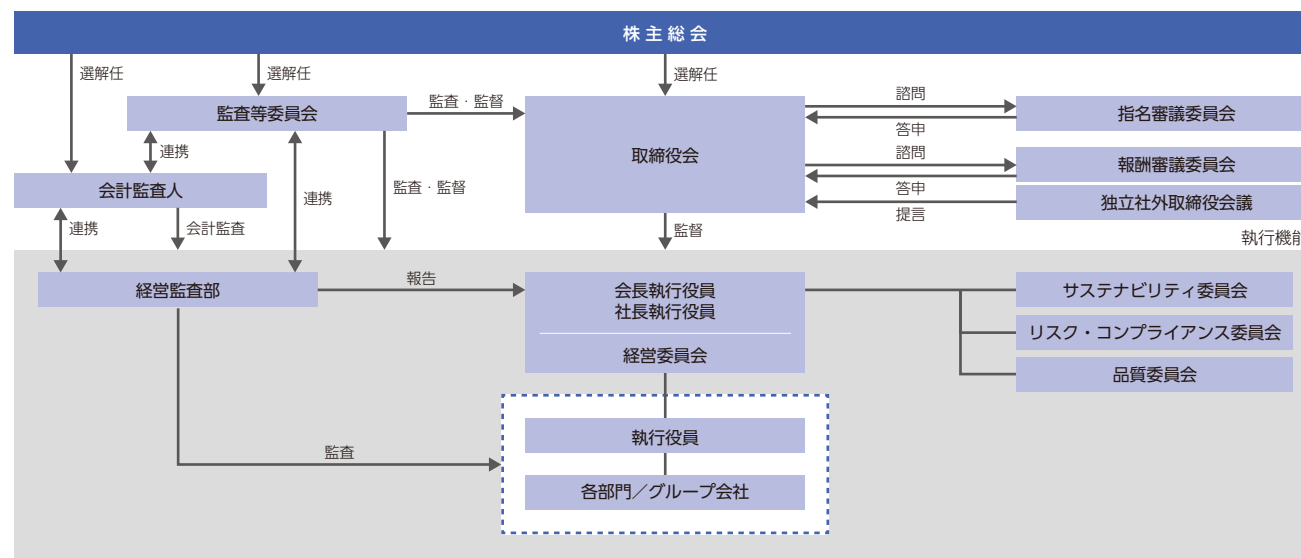 株主総会
選解任
選解任
選解任
監査等委員会
監査・監督
取締役会
諮問
答申
指名審議委員会
連携
諮問
答申
報酬審議委員会
会計監査人
監査・監督
連携
提言
独立社外取締役会議
連携
会計監査
監督
執行機能
経営監査部
報告
会長執行役員
社長執行役員
経営委員会
サステナビリティ委員会
リスク・コンプライアンス委員会
品質委員会
執行役員
監査
各部門／グループ会社